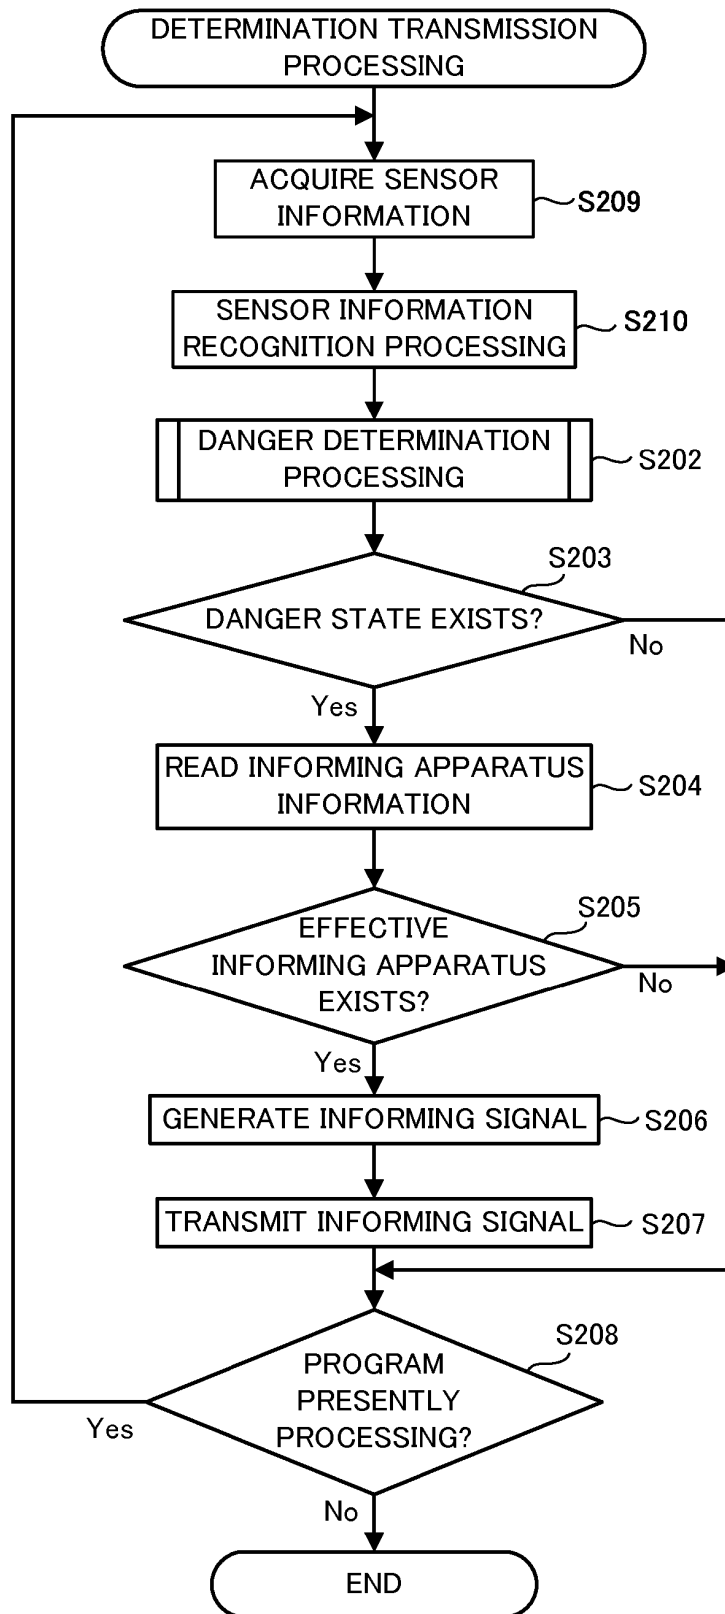 DETERMINATION TRANSMISSION
PROCESSING
ACQUIRE SENSOR
INFORMATION
S209
SENSOR INFORMATION
RECOGNITION PROCESSING
S210
DANGER DETERMINATION
PROCESSING
S202
S203
DANGER STATE EXISTS?
No
Yes
READ INFORMING APPARATUS
INFORMATION
S204
S205
EFFECTIVE
INFORMING APPARATUS
EXISTS?
No
Yes
GENERATE INFORMING SIGNAL
S206
TRANSMIT INFORMING SIGNAL
S207
S208
PROGRAM
PRESENTLY
PROCESSING?
Yes
No
END